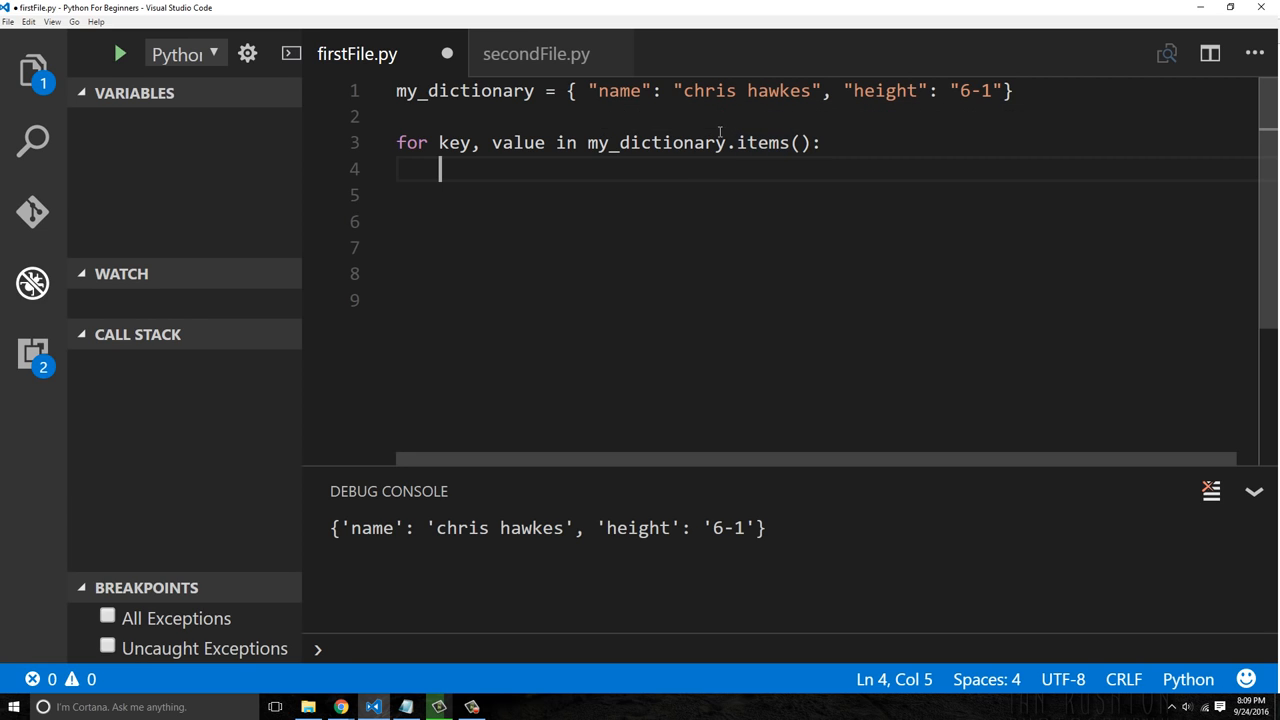 ● firstFile.py - Python For Beginners - Visual Studio Code
File Edit View Go Help
Python
firstFile.py
secondFile.py
1
2
VARIABLES
WATCH
CALL STACK
BREAKPOINTS
All Exceptions
Uncaught Exceptions
1 my_dictionary = { "name": "chris hawkes", "height": "6-1"}
2
3 for key, value in my_dictionary.items():
4
5
6
7
8
9
DEBUG CONSOLE
{'name': 'chris hawkes', 'height': '6-1'}
0 0
Ln 4, Col 5 Spaces: 4 UTF-8 CRLF Python
I'm Cortana. Ask me anything.
8:09 PM
9/24/2016